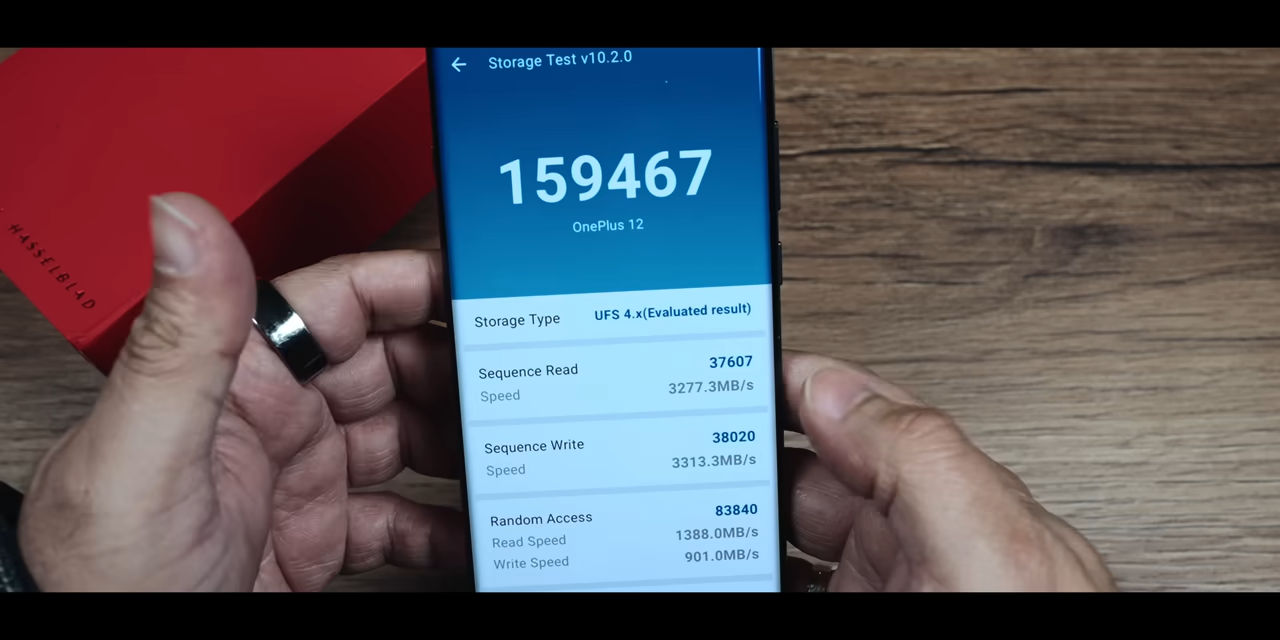 Storage Test v10.2.0
159467
OnePlus 12
HASSELBLAD
Storage Type UFS 4.x(Evaluated result)
Sequence Read 37607
Speed 3277.3MB/s
Sequence Write 38020
Speed 3313.3MB/s
Random Access 83840
Read Speed 1388.0MB/s
Write Speed 901.0MB/s